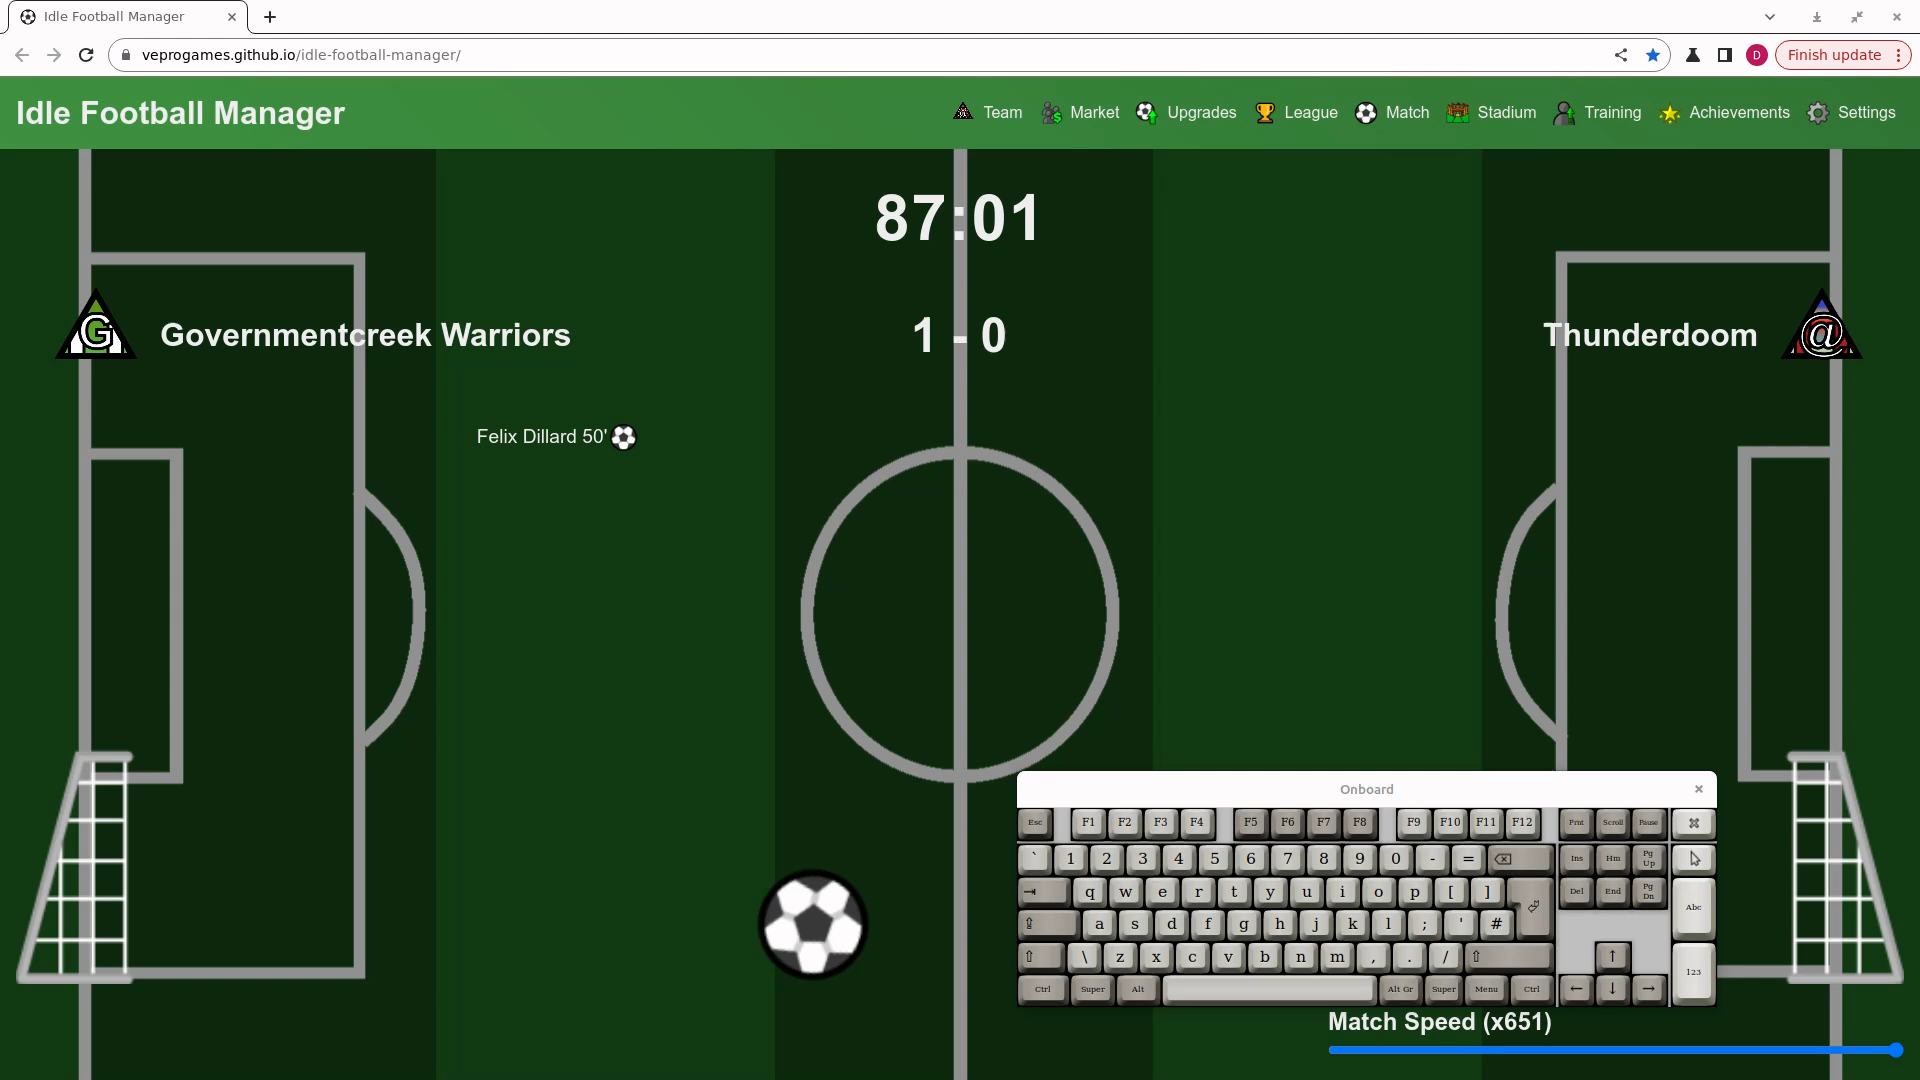 Idle Football Manager
veprogames.github.io/idle-football-manager/
D
Finish update
Idle Football Manager
Team
Market
Upgrades
League
Match
Stadium
Training
Achievements
Settings
87:01
G
Governmentcreek Warriors
1 - 0
Thunderdoom
@
Felix Dillard 50'
Onboard
Esc F1 F2 F3 F4 F5 F6 F7 F8 F9 F10 F11 F12 Prnt Scroll Pause
` 1 2 3 4 5 6 7 8 9 0 - = Ins Hm Pg Up
q w e r t y u i o p [ ] Del End Pg Dn Abc
a s d f g h j k l ; ' #
\ z x c v b n m , . / ↑ 123
Ctrl Super Alt Alt Gr Super Menu Ctrl ← ↓ →
Match Speed (x651)